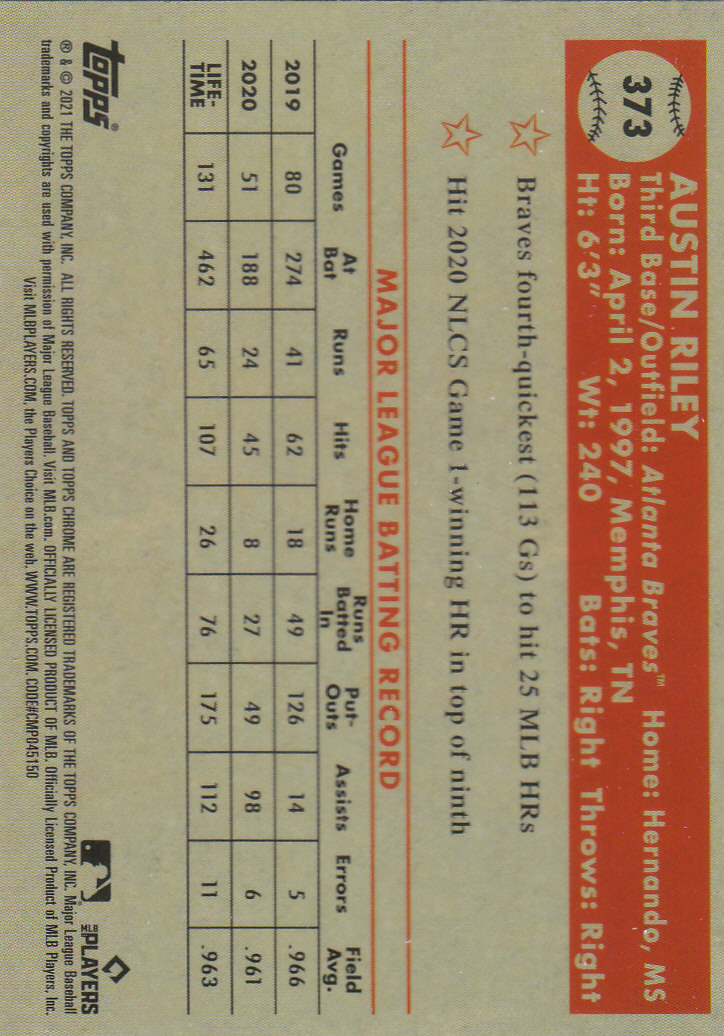 373
AUSTIN RILEY
Third Base/Outfield: Atlanta Braves™ Home: Hernando, MS
Born: April 2, 1997, Memphis, TN
Ht: 6'3" Wt: 240 Bats: Right Throws: Right
Braves fourth-quickest (113 Gs) to hit 25 MLB HRs
Hit 2020 NLCS Game 1-winning HR in top of ninth
MAJOR LEAGUE BATTING RECORD
Games At Bat Runs Hits Home Runs Runs Batted In Put-Outs Assists Errors Field Avg.
2019 80 274 41 62 18 49 126 14 5 .966
2020 51 188 24 45 8 27 49 98 6 .961
LIFE-TIME 131 462 65 107 26 76 175 112 11 .963
topps®
MLB PLAYERS
® & © 2021 THE TOPPS COMPANY, INC. ALL RIGHTS RESERVED. TOPPS AND TOPPS CHROME ARE REGISTERED TRADEMARKS OF THE TOPPS COMPANY, INC. Major League Baseball
trademarks and copyrights are used with permission of Major League Baseball. Visit MLB.com. OFFICIALLY LICENSED PRODUCT OF MLB. Officially Licensed Product of MLB Players, Inc.
Visit MLBPLAYERS.COM, the Players Choice on the web. WWW.TOPPS.COM. CODE#CMP045150